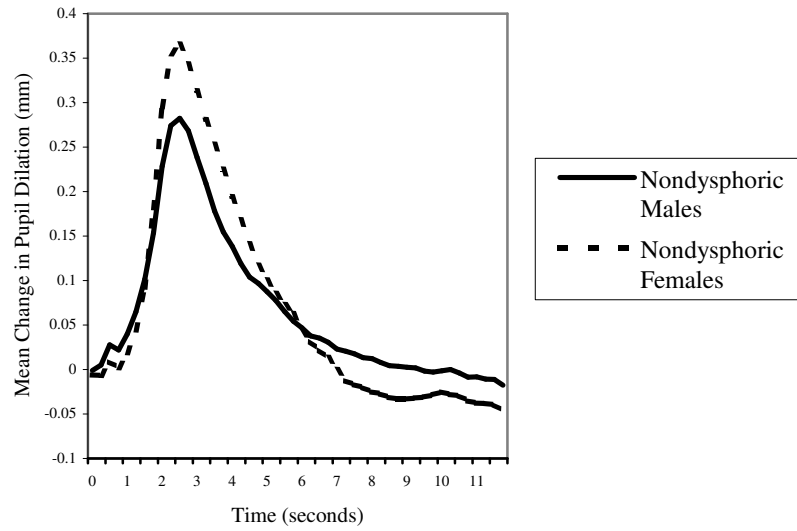 0.4
0.35
0.3
0.25
0.2
0.15
0.1
0.05
0
-0.05
-0.1
Mean Change in Pupil Dilation (mm)
0 1 2 3 4 5 6 7 8 9 10 11
Time (seconds)
Nondysphoric
Males
Nondysphoric
Females